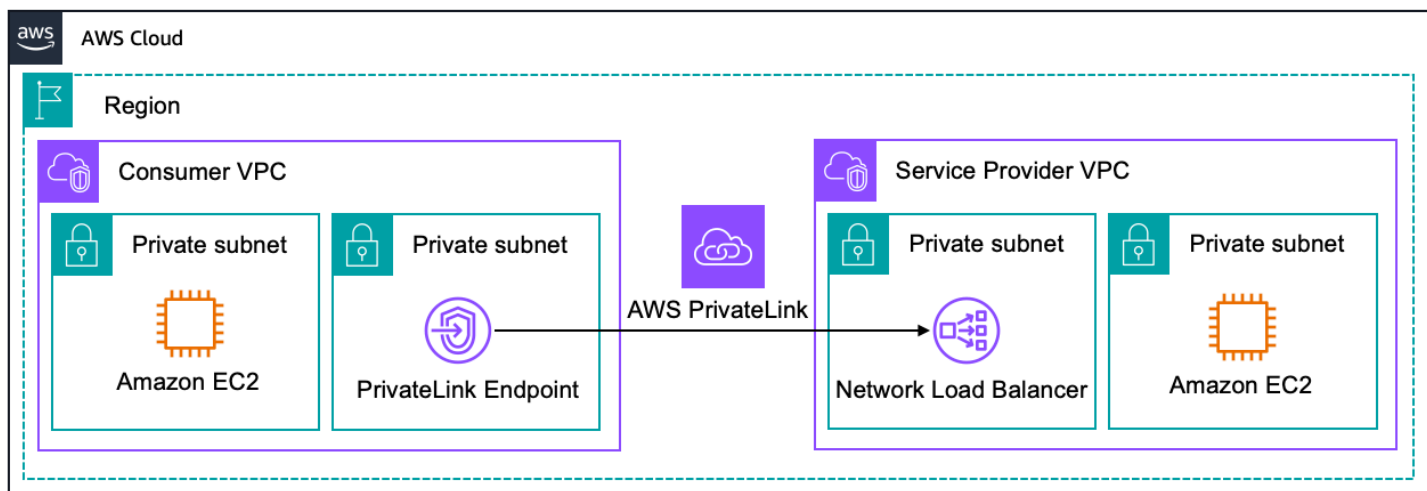 aws
AWS Cloud
Region
Consumer VPC
Private subnet
Amazon EC2
Private subnet
PrivateLink Endpoint
AWS PrivateLink
Service Provider VPC
Private subnet
Network Load Balancer
Private subnet
Amazon EC2